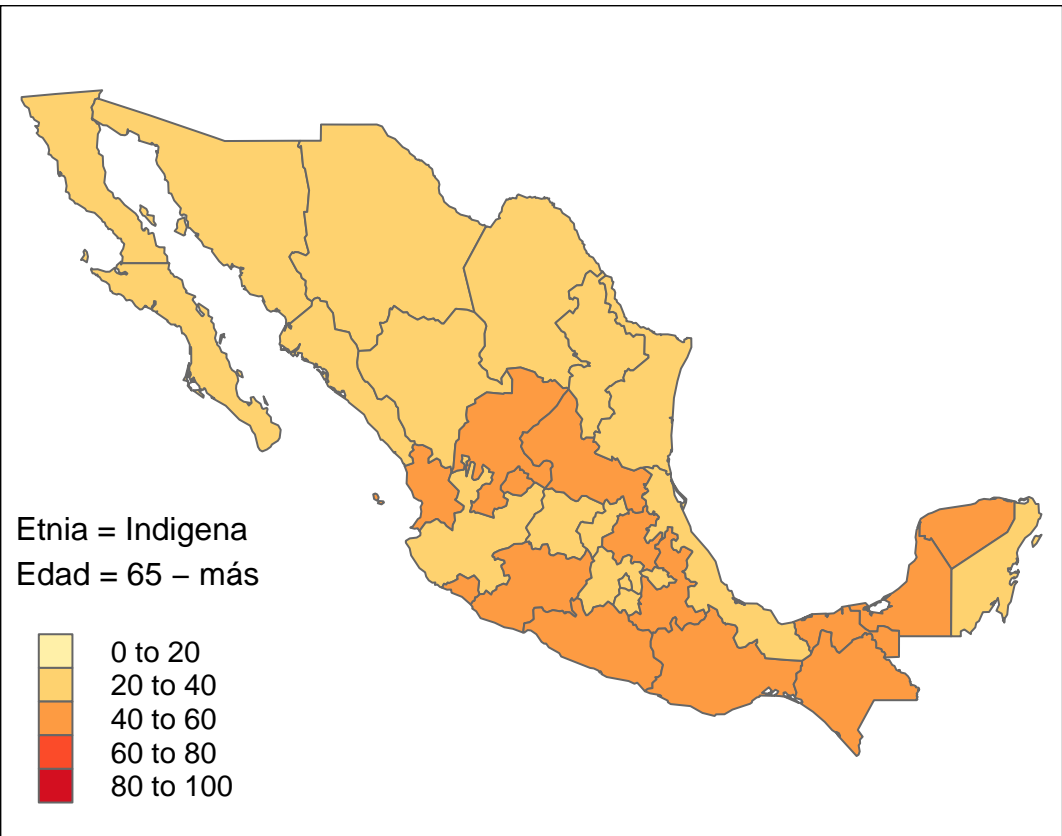 Etnia = Indigena
Edad = 65 − más
0 to 20
20 to 40
40 to 60
60 to 80
80 to 100